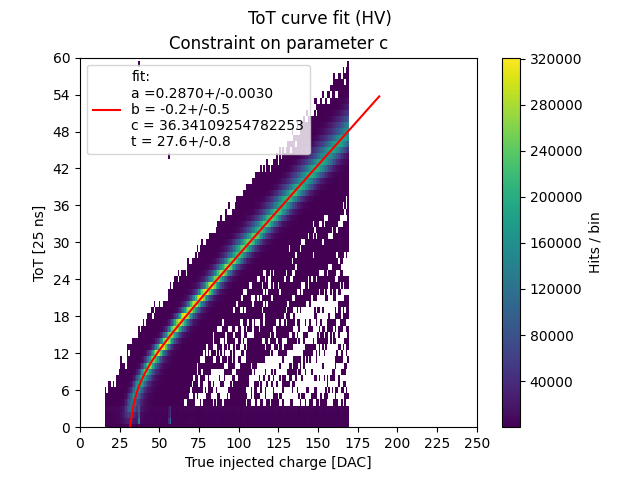 ToT curve fit (HV)
Constraint on parameter c
fit:
a =0.2870+/-0.0030
b = -0.2+/-0.5
c = 36.34109254782253
t = 27.6+/-0.8
60
54
48
42
36
30
24
18
12
6
0
ToT [25 ns]
0 25 50 75 100 125 150 175 200 225 250
True injected charge [DAC]
320000
280000
240000
200000
160000
120000
80000
40000
Hits / bin